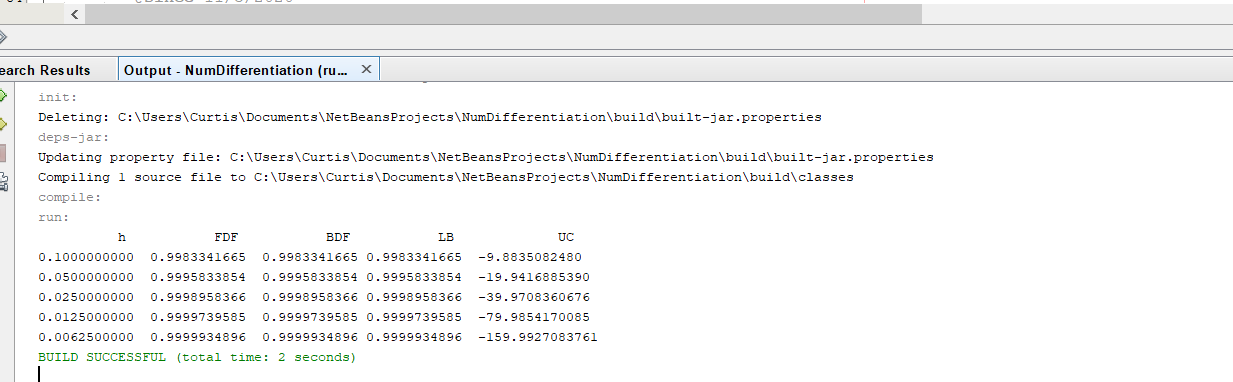 earch Results Output - NumDifferentiation (ru...
init:
Deleting: C:\Users\Curtis\Documents\NetBeansProjects\NumDifferentiation\build\built-jar.properties
deps-jar:
Updating property file: C:\Users\Curtis\Documents\NetBeansProjects\NumDifferentiation\build\built-jar.properties
Compiling 1 source file to C:\Users\Curtis\Documents\NetBeansProjects\NumDifferentiation\build\classes
compile:
run:
h FDF BDF LB UC
0.1000000000 0.9983341665 0.9983341665 0.9983341665 -9.8835082480
0.0500000000 0.9995833854 0.9995833854 0.9995833854 -19.9416885390
0.0250000000 0.9998958366 0.9998958366 0.9998958366 -39.9708360676
0.0125000000 0.9999739585 0.9999739585 0.9999739585 -79.9854170085
0.0062500000 0.9999934896 0.9999934896 0.9999934896 -159.9927083761
BUILD SUCCESSFUL (total time: 2 seconds)